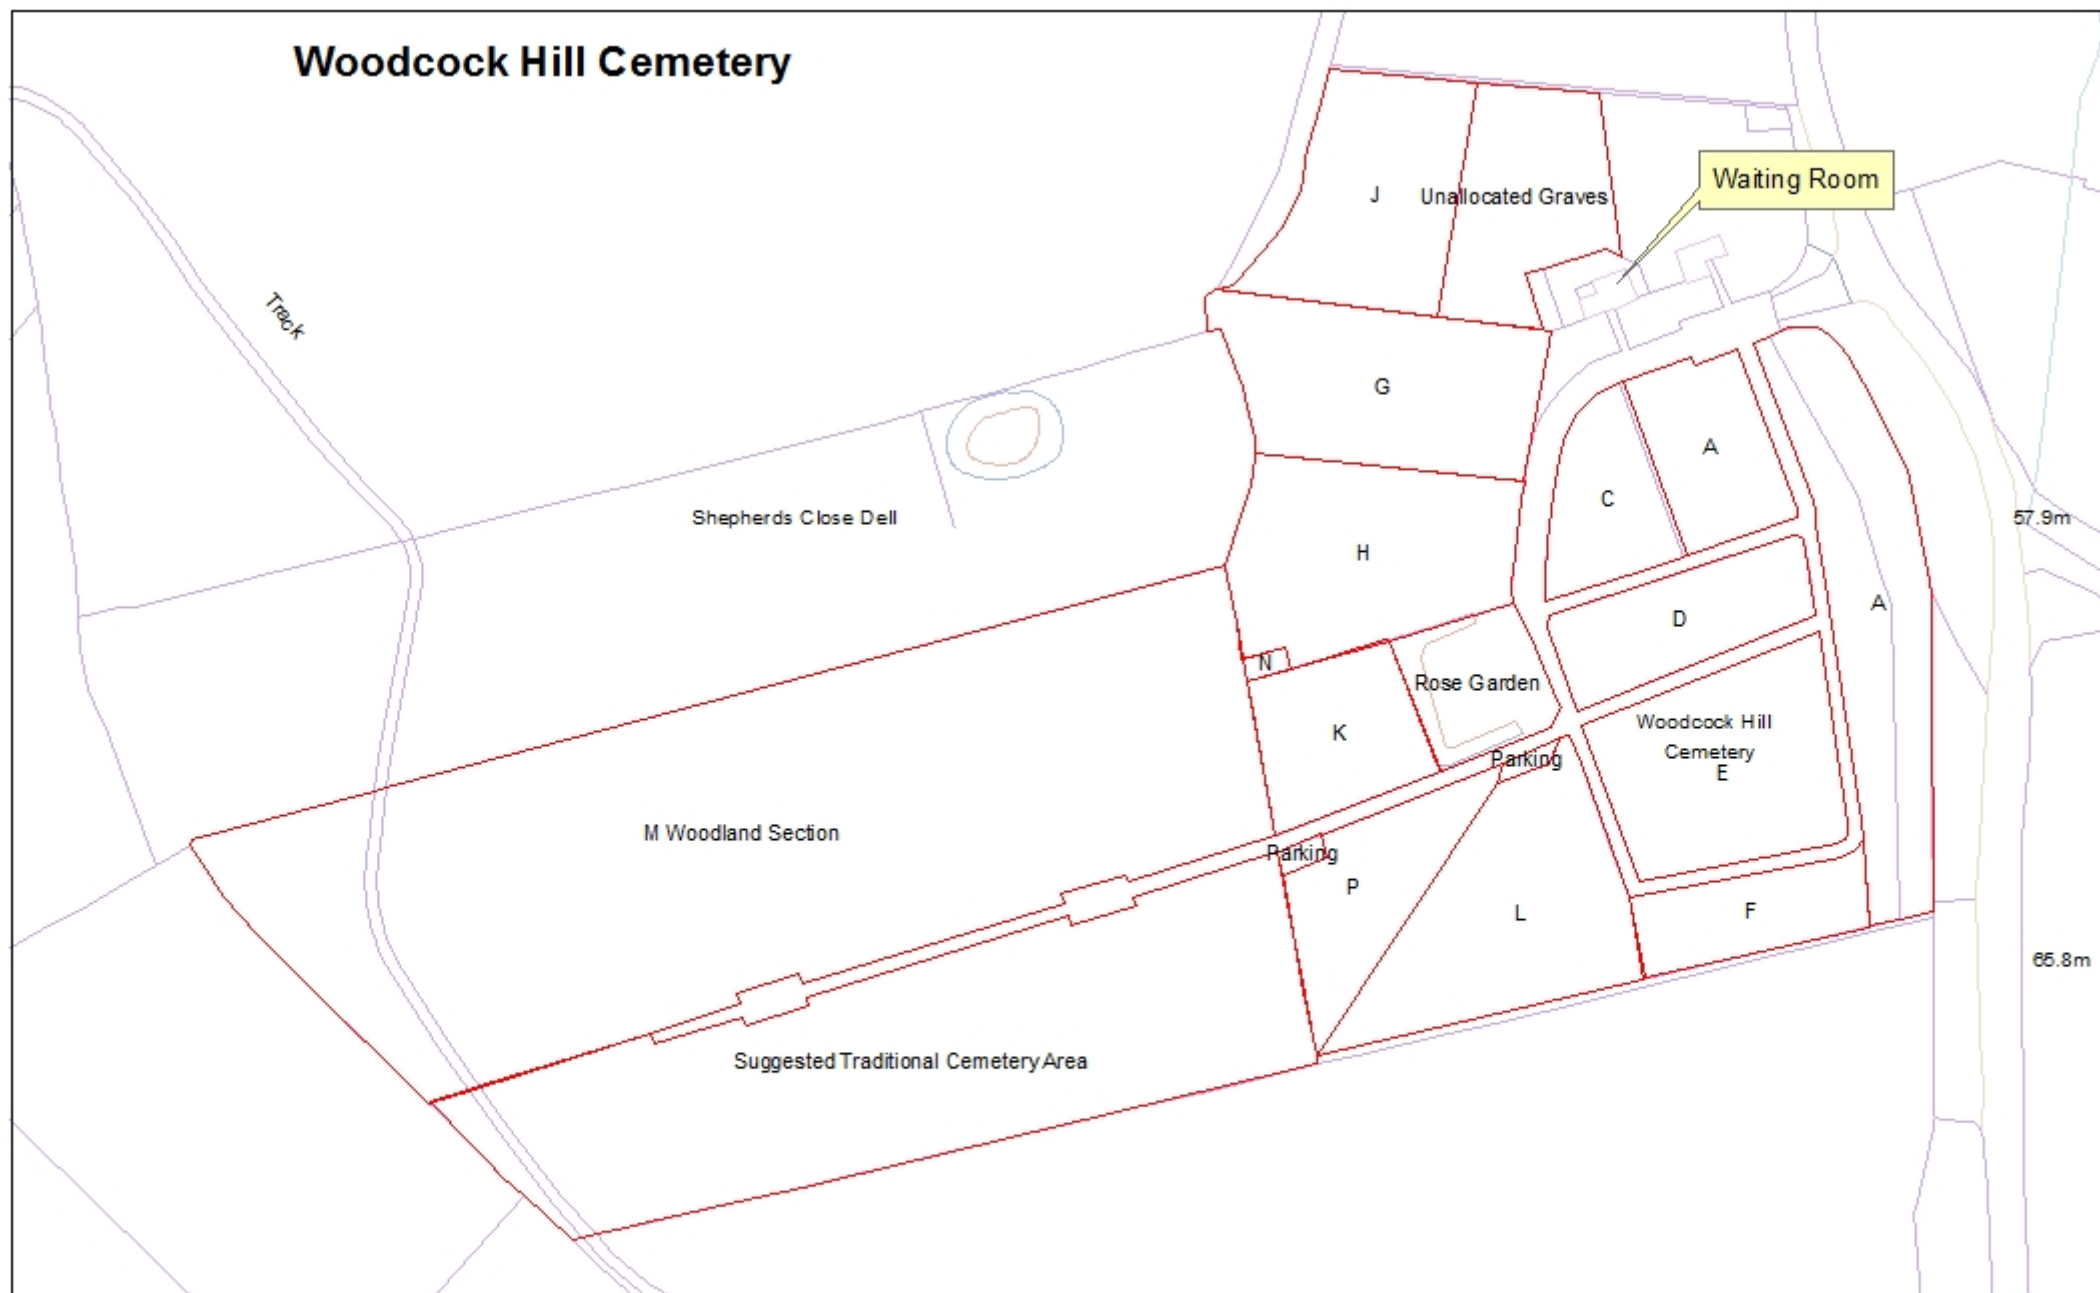 Woodcock Hill Cemetery
Waiting Room
J
Unallocated Graves
Track
G
A
C
57.9m
Shepherds Close Dell
H
A
D
N
Rose Garden
Woodcock Hill
Cemetery
E
K
Parking
M Woodland Section
Parking
P
L
F
65.8m
Suggested Traditional Cemetery Area